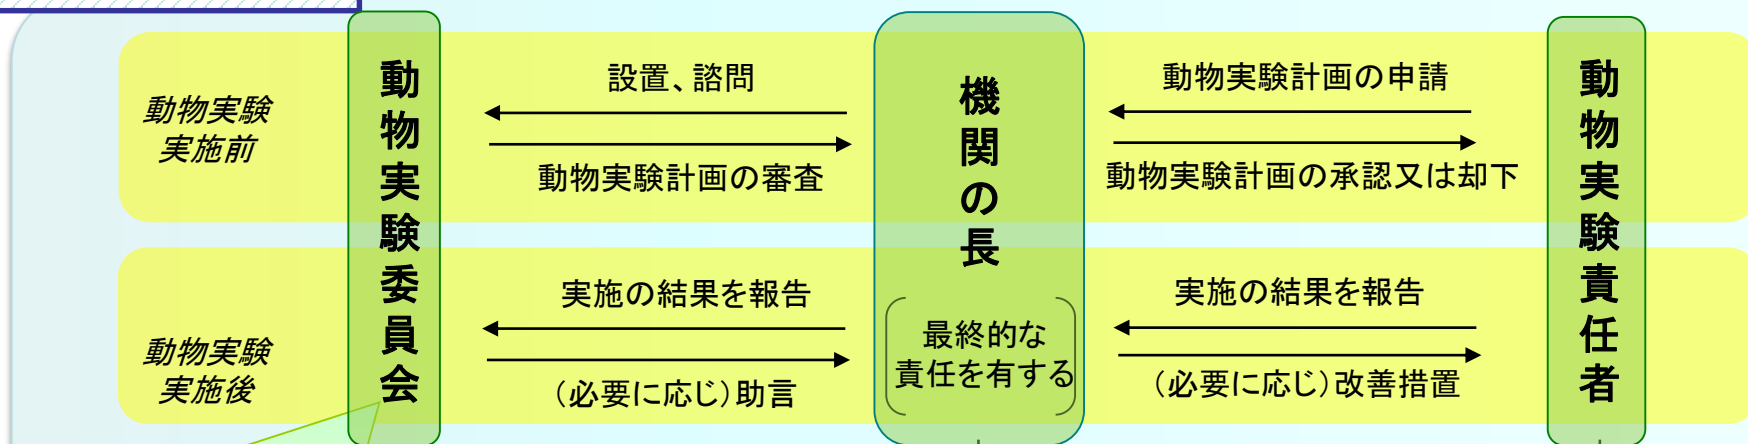 動物実験委員会
機関の長
最終的な
責任を有する
動物実験責任者
動物実験
実施前
設置、諮問
動物実験計画の審査
動物実験計画の申請
動物実験計画の承認又は却下
動物実験
実施後
実施の結果を報告
（必要に応じ）助言
実施の結果を報告
（必要に応じ）改善措置